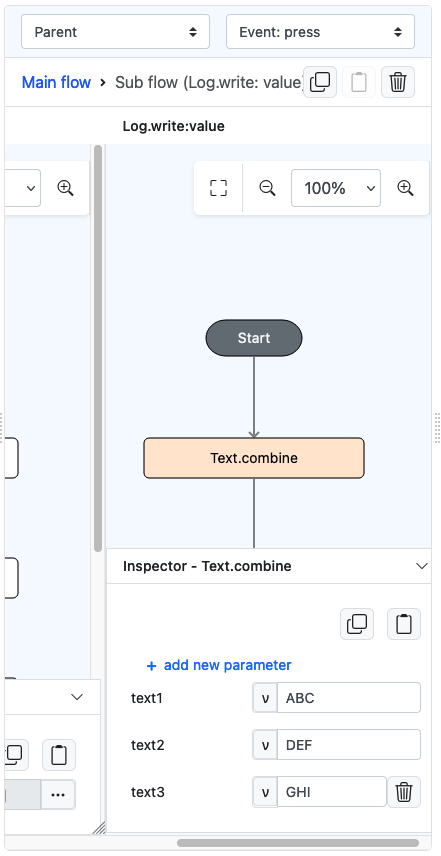 Parent Event: press
Main flow > Sub flow (Log.write: value
Log.write:value
100%
Start
Text.combine
Inspector - Text.combine
+ add new parameter
text1 v ABC
text2 v DEF
text3 v GHI
...